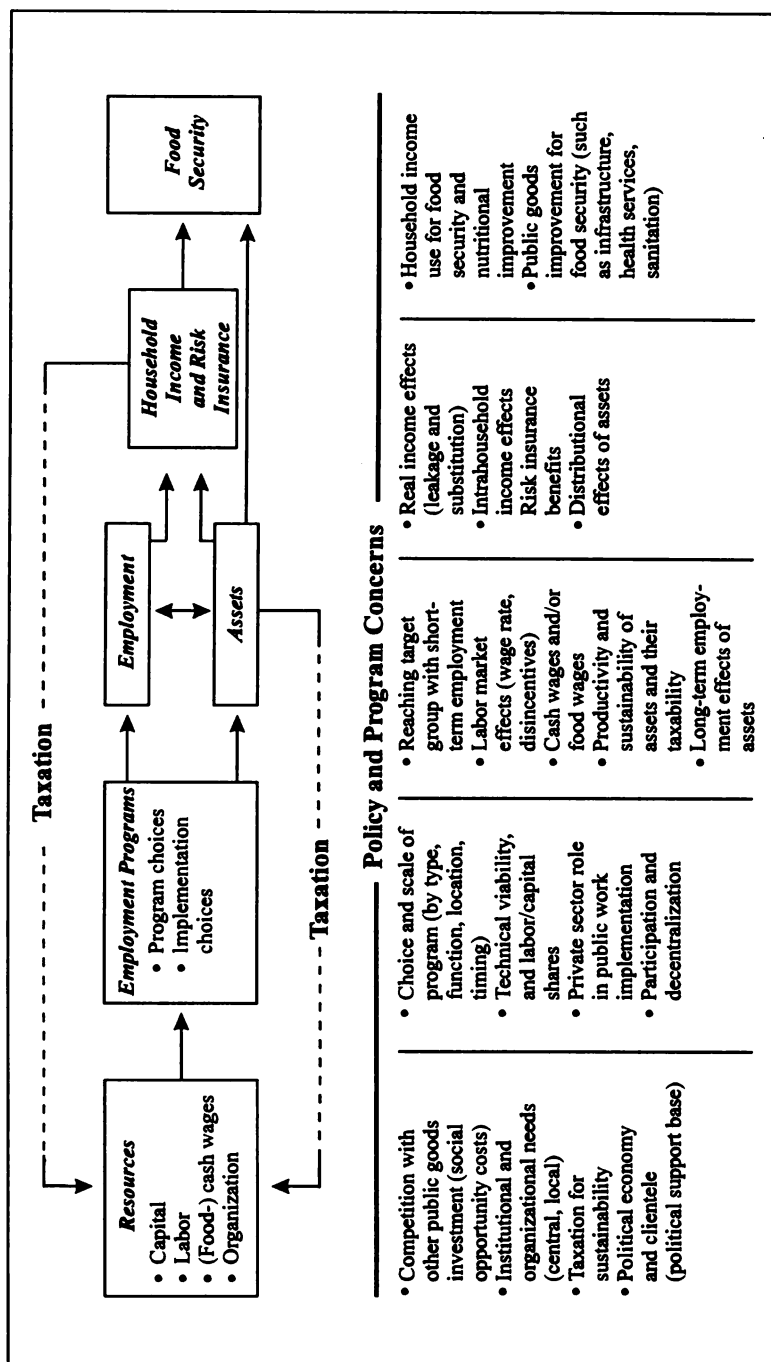 Taxation
Resources
• Capital
• Labor
• (Food-) cash wages
• Organization
Employment Programs
• Program choices
• Implementation
choices
Employment
Assets
Household
Income
and Risk
Insurance
Food
Security
Taxation
Policy and Program Concerns
• Competition with
other public goods
investment (social
opportunity costs)
• Institutional and
organizational needs
(central, local)
• Taxation for
sustainability
• Political economy
and clientele
(political support base)
• Choice and scale of
program (by type,
function, location,
timing)
• Technical viability,
and labor/capital
shares
• Private sector role
in public work
implementation
• Participation and
decentralization
• Reaching target
group with short-
term employment
• Labor market
effects (wage rate,
disincentives)
• Cash wages and/or
food wages
• Productivity and
sustainability of
assets and their
taxability
• Long-term employ-
ment effects of
assets
• Real income effects
(leakage and
substitution)
• Intrahousehold
income effects
Risk insurance
benefits
• Distributional
effects of assets
• Household income
use for food
security and
nutritional
improvement
• Public goods
improvement for
food security (such
as infrastructure,
health services,
sanitation)